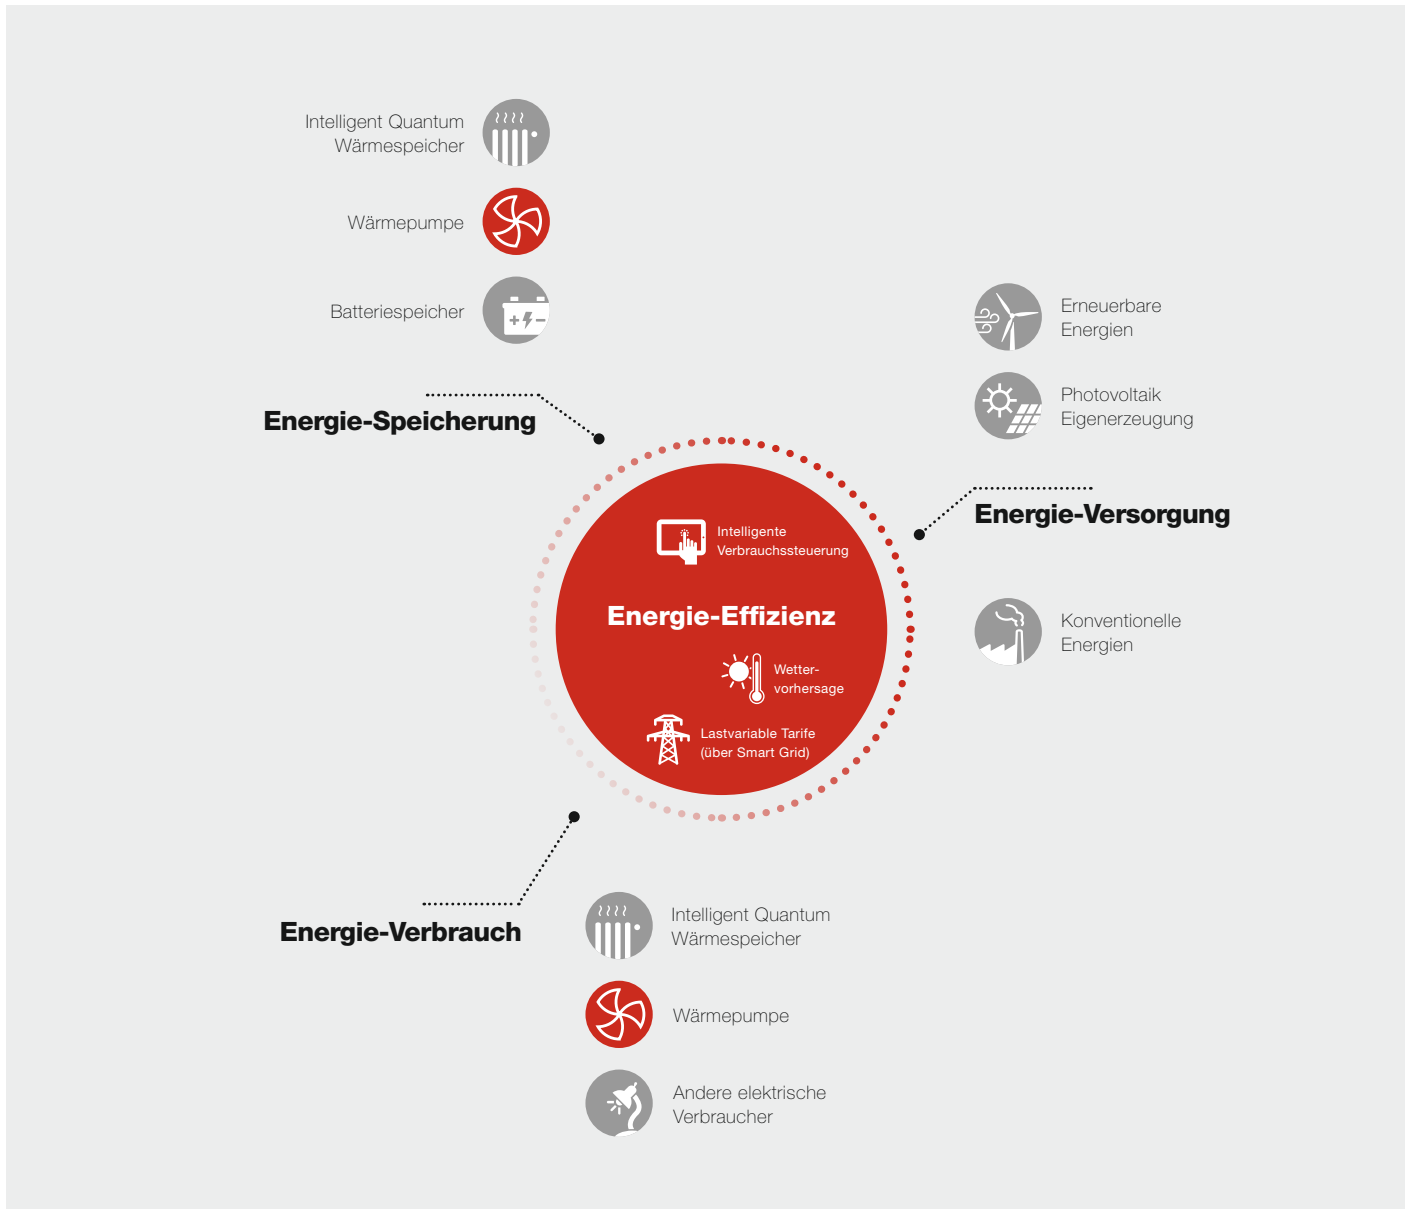 Intelligent Quantum
Wärmespeicher
Wärmepumpe
Batteriespeicher
Energie-Speicherung
Erneuerbare
Energien
Photovoltaik
Eigenerzeugung
Energie-Versorgung
Konventionelle
Energien
Intelligente
Verbrauchssteuerung
Energie-Effizienz
Wetter-
vorhersage
Lastvariable Tarife
(über Smart Grid)
Energie-Verbrauch
Intelligent Quantum
Wärmespeicher
Wärmepumpe
Andere elektrische
Verbraucher